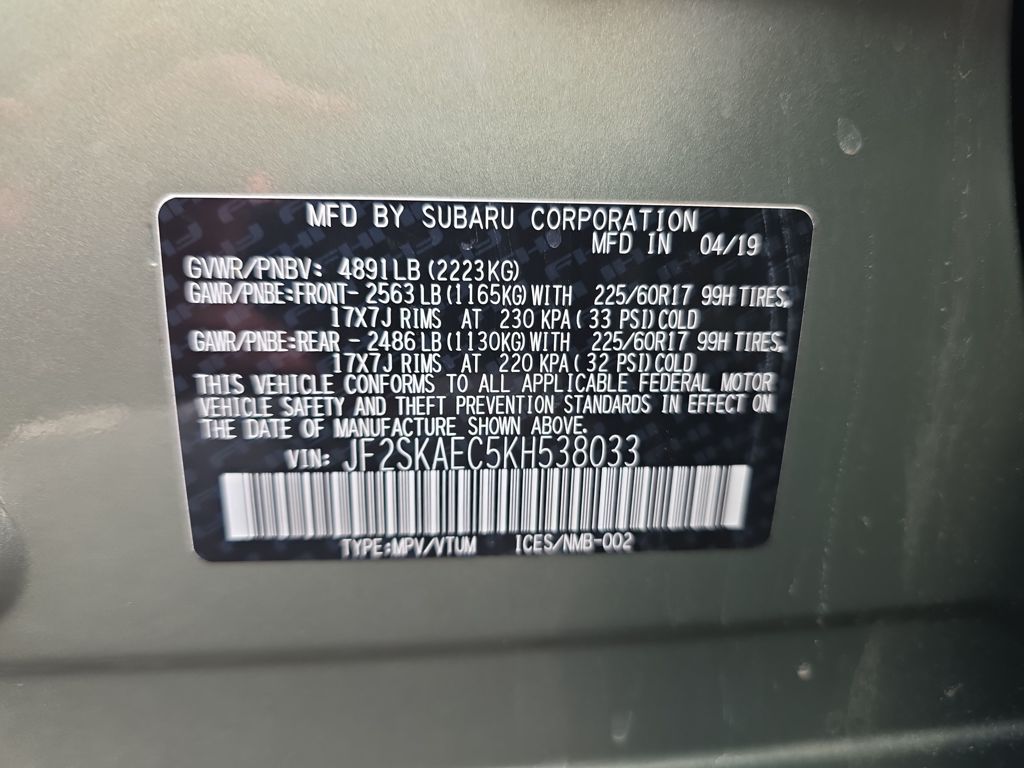 MFD BY SUBARU CORPORATION
MFD IN 04/19
GVWR/PNBV: 4891LB (2223KG)
GAWR/PNBE:FRONT- 2563LB (1165KG) WITH 225/60R17 99H TIRES,
17X7J RIMS AT 230 KPA( 33 PSI)COLD
GAWR/PNBE:REAR - 2486LB (1130KG) WITH 225/60R17 99H TIRES,
17X7J RIMS AT 220 KPA( 32 PSI)COLD
THIS VEHICLE CONFORMS TO ALL APPLICABLE FEDERAL MOTOR
VEHICLE SAFETY AND THEFT PREVENTION STANDARDS IN EFFECT ON
THE DATE OF MANUFACTURE SHOWN ABOVE.
VIN: JF2SKAEC5KH538033
TYPE:MPV/VTUM ICES/NMB-002